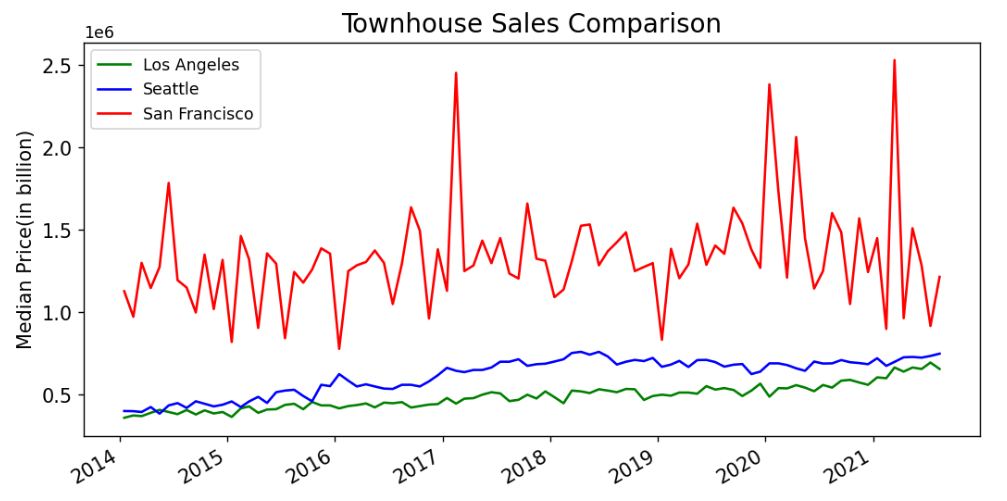 Townhouse Sales Comparison
1e6
Los Angeles
Seattle
San Francisco
Median Price(in billion)
2.5
2.0
1.5
1.0
0.5
2014
2015
2016
2017
2018
2019
2020
2021